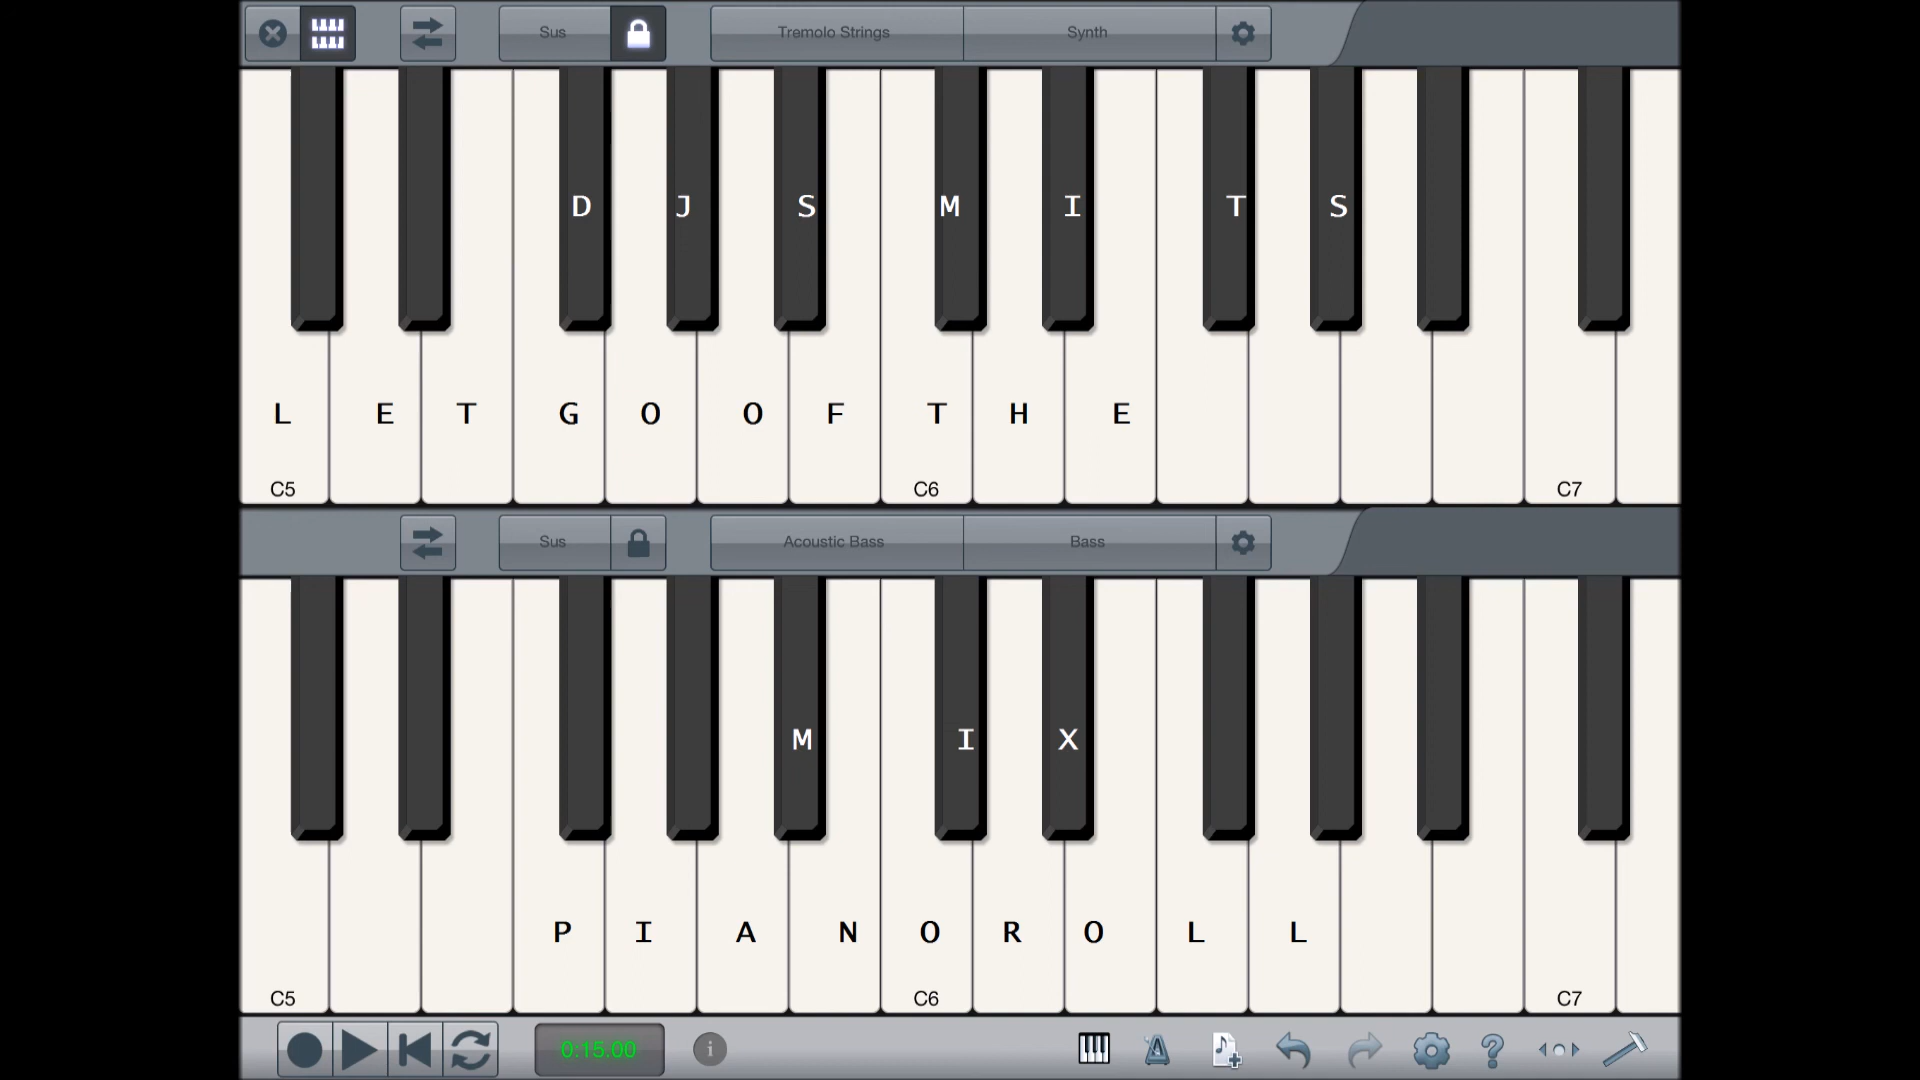 Sus Tremolo Strings Synth
D J S M I T S
L E T G O O F T H E
C5 C6 C7
Sus Acoustic Bass Bass
M I X
P I A N O R O L L
C5 C6 C7
0:15.00